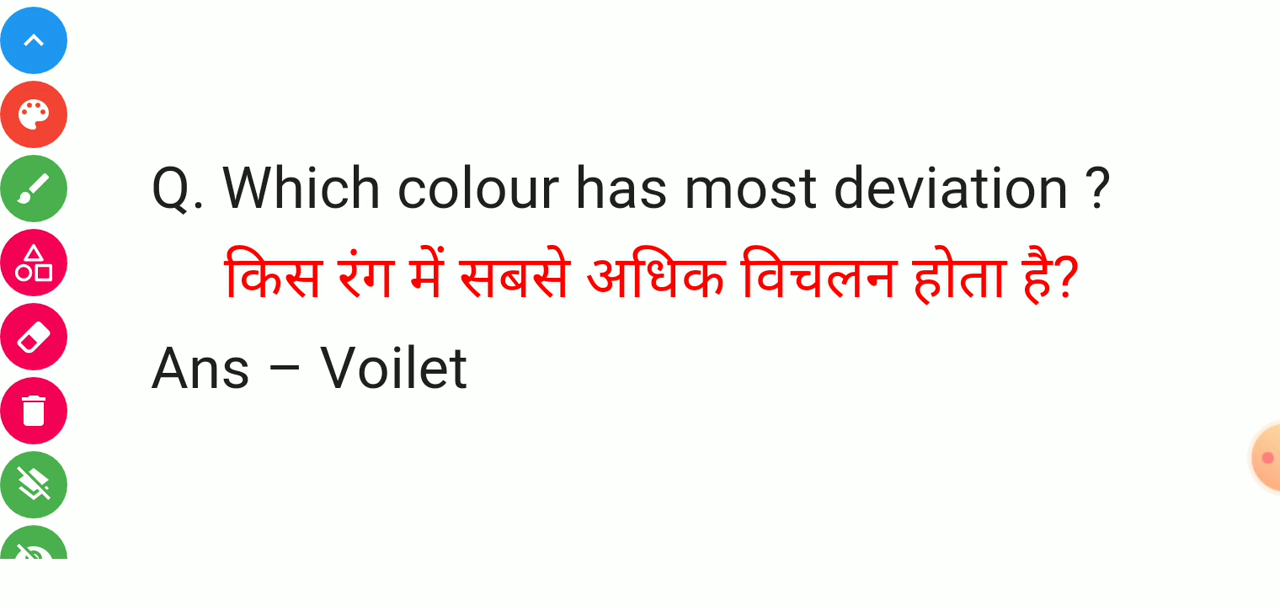 Q. Which colour has most deviation ?
किस रंग में सबसे अधिक विचलन होता है?
Ans – Voilet